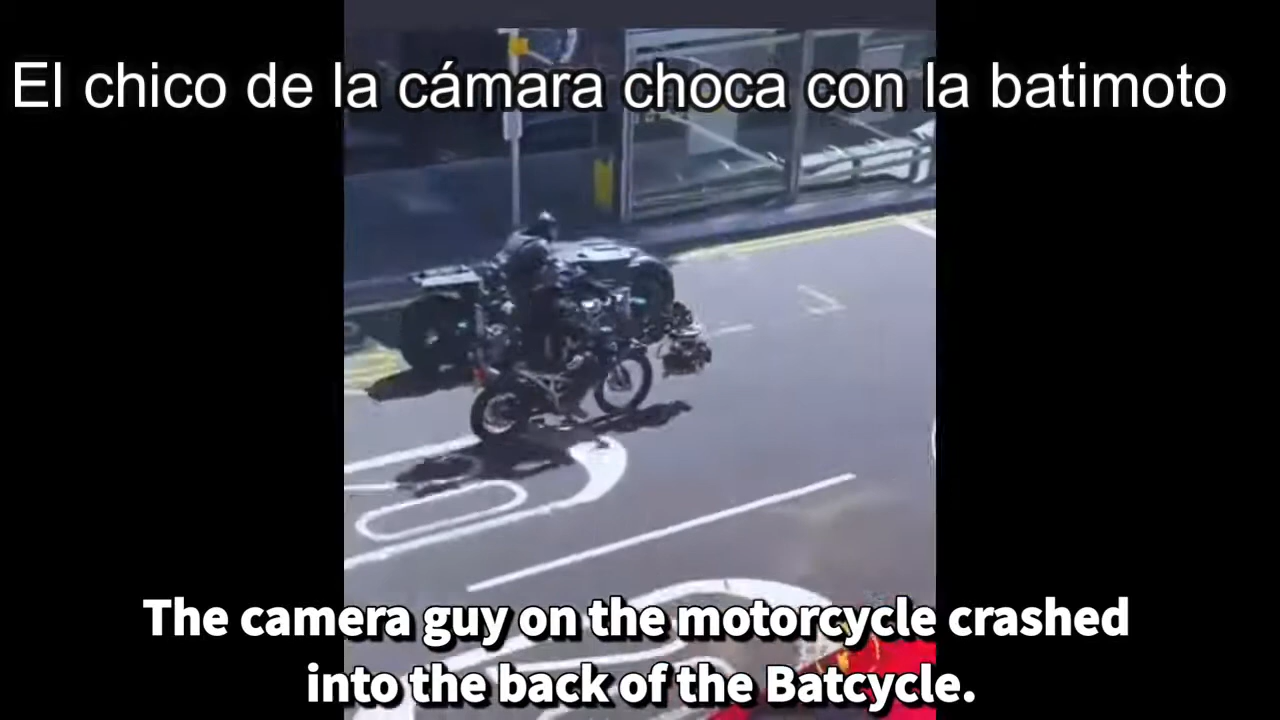 El chico de la cámara choca con la batimoto
The camera guy on the motorcycle crashed
into the back of the Batcycle.